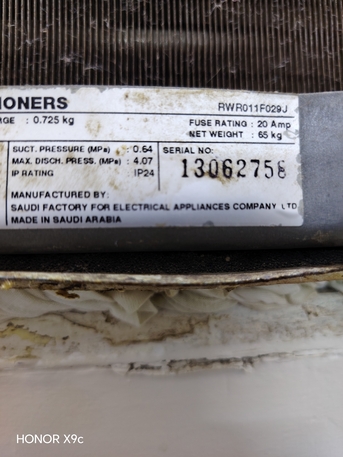 IONERS RWR011F029J
RGE : 0.725 kg FUSE RATING : 20 Amp
NET WEIGHT : 65 kg
SUCT. PRESSURE (MPa) : 0.64 SERIAL NO:
MAX. DISCH. PRESS. (MPa) : 4.07 13062758
IP RATING IP24
MANUFACTURED BY:
SAUDI FACTORY FOR ELECTRICAL APPLIANCES COMPANY LTD
MADE IN SAUDI ARABIA
HONOR X9c